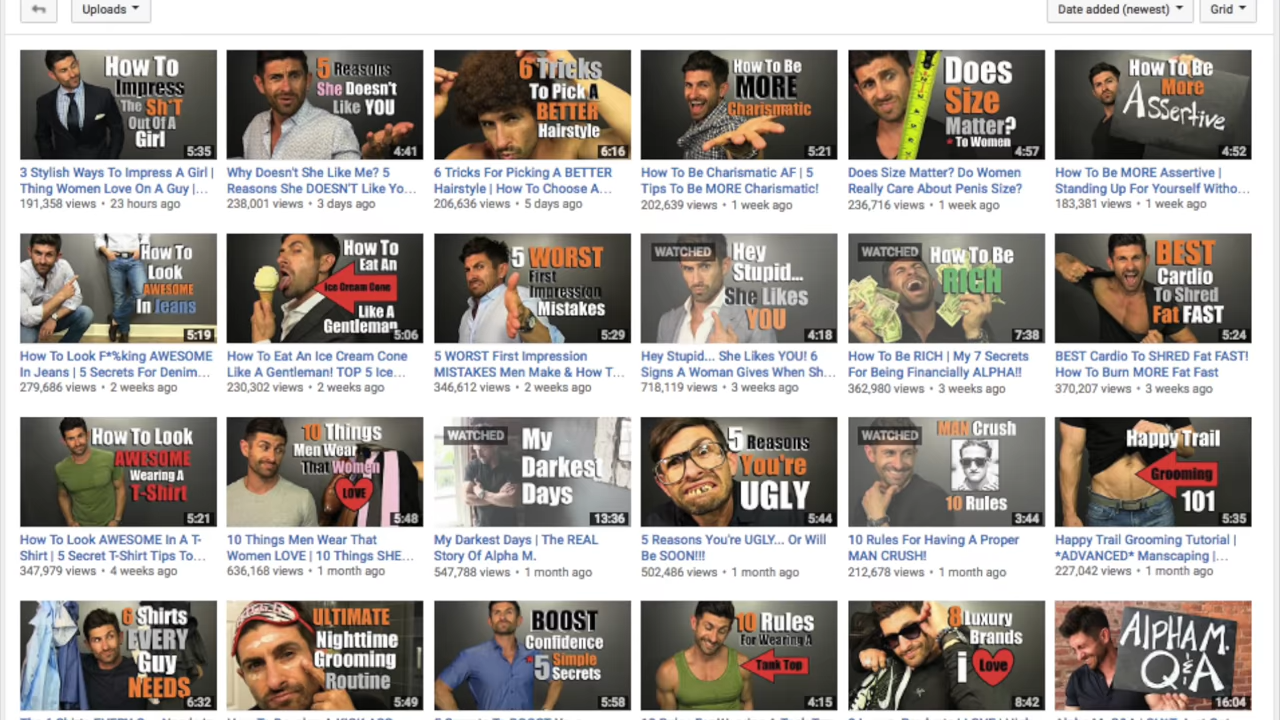 Uploads
Date added (newest)
Grid
How To
Impress
The Sh*T
Out Of A
Girl
5:35
5 Reasons
She Doesn't
Like YOU
4:41
6 Tricks
To Pick A
BETTER
Hairstyle
6:16
How To Be
MORE
Charismatic
5:21
Does
Size
Matter?
• To Women
4:57
How To Be
More
Assertive
4:52
3 Stylish Ways To Impress A Girl |
Thing Women Love On A Guy |...
191,358 views • 23 hours ago
Why Doesn't She Like Me? 5
Reasons She DOESN'T Like Yo...
238,001 views • 3 days ago
6 Tricks For Picking A BETTER
Hairstyle | How To Choose A...
206,636 views • 5 days ago
How To Be Charismatic AF | 5
Tips To Be MORE Charismatic!
202,639 views • 1 week ago
Does Size Matter? Do Women
Really Care About Penis Size?
236,716 views • 1 week ago
How To Be MORE Assertive |
Standing Up For Yourself Witho...
183,381 views • 1 week ago
How To
Look
AWESOME
In Jeans
5:19
How To
Eat An
Ice Cream Cone
Like A
Gentleman
5:06
5 WORST
First
Impression
Mistakes
5:29
WATCHED
Hey
Stupid...
She Likes
YOU
4:18
WATCHED
How To Be
RICH
7:38
BEST
Cardio
To Shred
Fat FAST
5:24
How To Look F*%king AWESOME
In Jeans | 5 Secrets For Denim...
279,686 views • 2 weeks ago
How To Eat An Ice Cream Cone
Like A Gentleman! TOP 5 Ice...
230,302 views • 2 weeks ago
5 WORST First Impression
MISTAKES Men Make & How T...
346,612 views • 2 weeks ago
Hey Stupid... She Likes YOU! 6
Signs A Woman Gives When Sh...
718,119 views • 3 weeks ago
How To Be RICH | My 7 Secrets
For Being Financially ALPHA!!
362,980 views • 3 weeks ago
BEST Cardio To SHRED Fat FAST!
How To Burn MORE Fat Fast
370,207 views • 3 weeks ago
How To Look
AWESOME
Wearing A
T-Shirt
5:21
10 Things
Men Wear
That Women
LOVE
5:48
WATCHED
My
Darkest
Days
13:36
5 Reasons
You're
UGLY
5:44
WATCHED
MAN Crush
10 Rules
3:44
Happy Trail
Grooming
101
5:35
How To Look AWESOME In A T-
Shirt | 5 Secret T-Shirt Tips To...
347,979 views • 4 weeks ago
10 Things Men Wear That
Women LOVE | 10 Things SHE...
636,168 views • 1 month ago
My Darkest Days | The REAL
Story Of Alpha M.
547,788 views • 1 month ago
5 Reasons You're UGLY... Or Will
Be SOON!!!
502,486 views • 1 month ago
10 Rules For Having A Proper
MAN CRUSH!
212,678 views • 1 month ago
Happy Trail Grooming Tutorial |
*ADVANCED* Manscaping |...
227,042 views • 1 month ago
6 Shirts
EVERY
Guy
NEEDS
6:32
ULTIMATE
Nighttime
Grooming
Routine
5:49
BOOST
Confidence
5 Simple
Secrets
5:58
10 Rules
For Wearing A
Tank Top
4:15
8 Luxury
Brands
i Love
8:42
ALPHA M.
Q&A
16:04